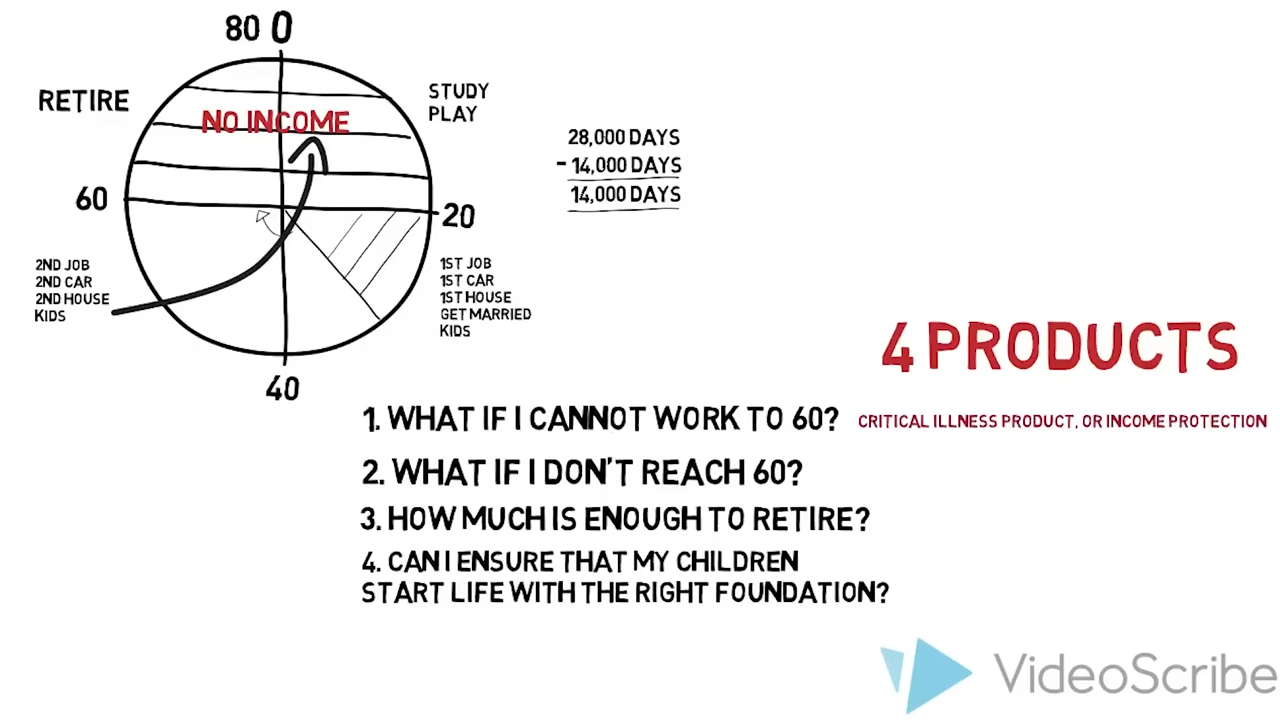 80 0
RETIRE
STUDY
PLAY
NO INCOME
28,000 DAYS
- 14,000 DAYS
14,000 DAYS
60
20
2ND JOB
2ND CAR
2ND HOUSE
KIDS
1ST JOB
1ST CAR
1ST HOUSE
GET MARRIED
KIDS
40
4 PRODUCTS
1. WHAT IF I CANNOT WORK TO 60?
CRITICAL ILLNESS PRODUCT, OR INCOME PROTECTION
2. WHAT IF I DON'T REACH 60?
3. HOW MUCH IS ENOUGH TO RETIRE?
4. CAN I ENSURE THAT MY CHILDREN
START LIFE WITH THE RIGHT FOUNDATION?
VideoScribe